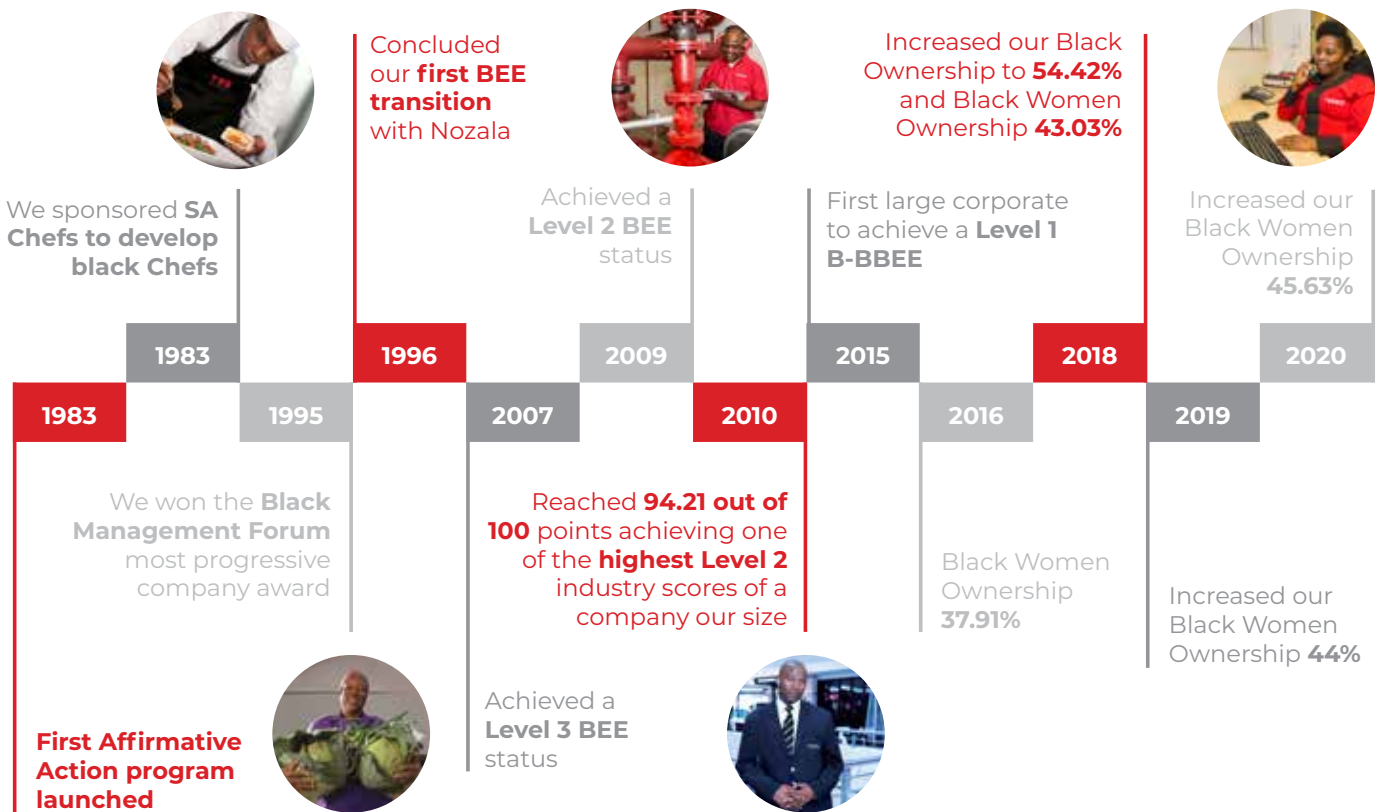 Concluded
our first BEE
transition
with Nozala
Increased our Black
Ownership to 54.42%
and Black Women
Ownership 43.03%
We sponsored SA
Chefs to develop
black Chefs
Achieved a
Level 2 BEE
status
First large corporate
to achieve a Level 1
B-BBEE
Increased our
Black Women
Ownership
45.63%
1983
1996
2009
2015
2018
2020
1983
1995
2007
2010
2016
2019
We won the Black
Management Forum
most progressive
company award
Reached 94.21 out of
100 points achieving one
of the highest Level 2
industry scores of a
company our size
Black Women
Ownership
37.91%
Increased our
Black Women
Ownership 44%
Achieved a
Level 3 BEE
status
First Affirmative
Action program
launched